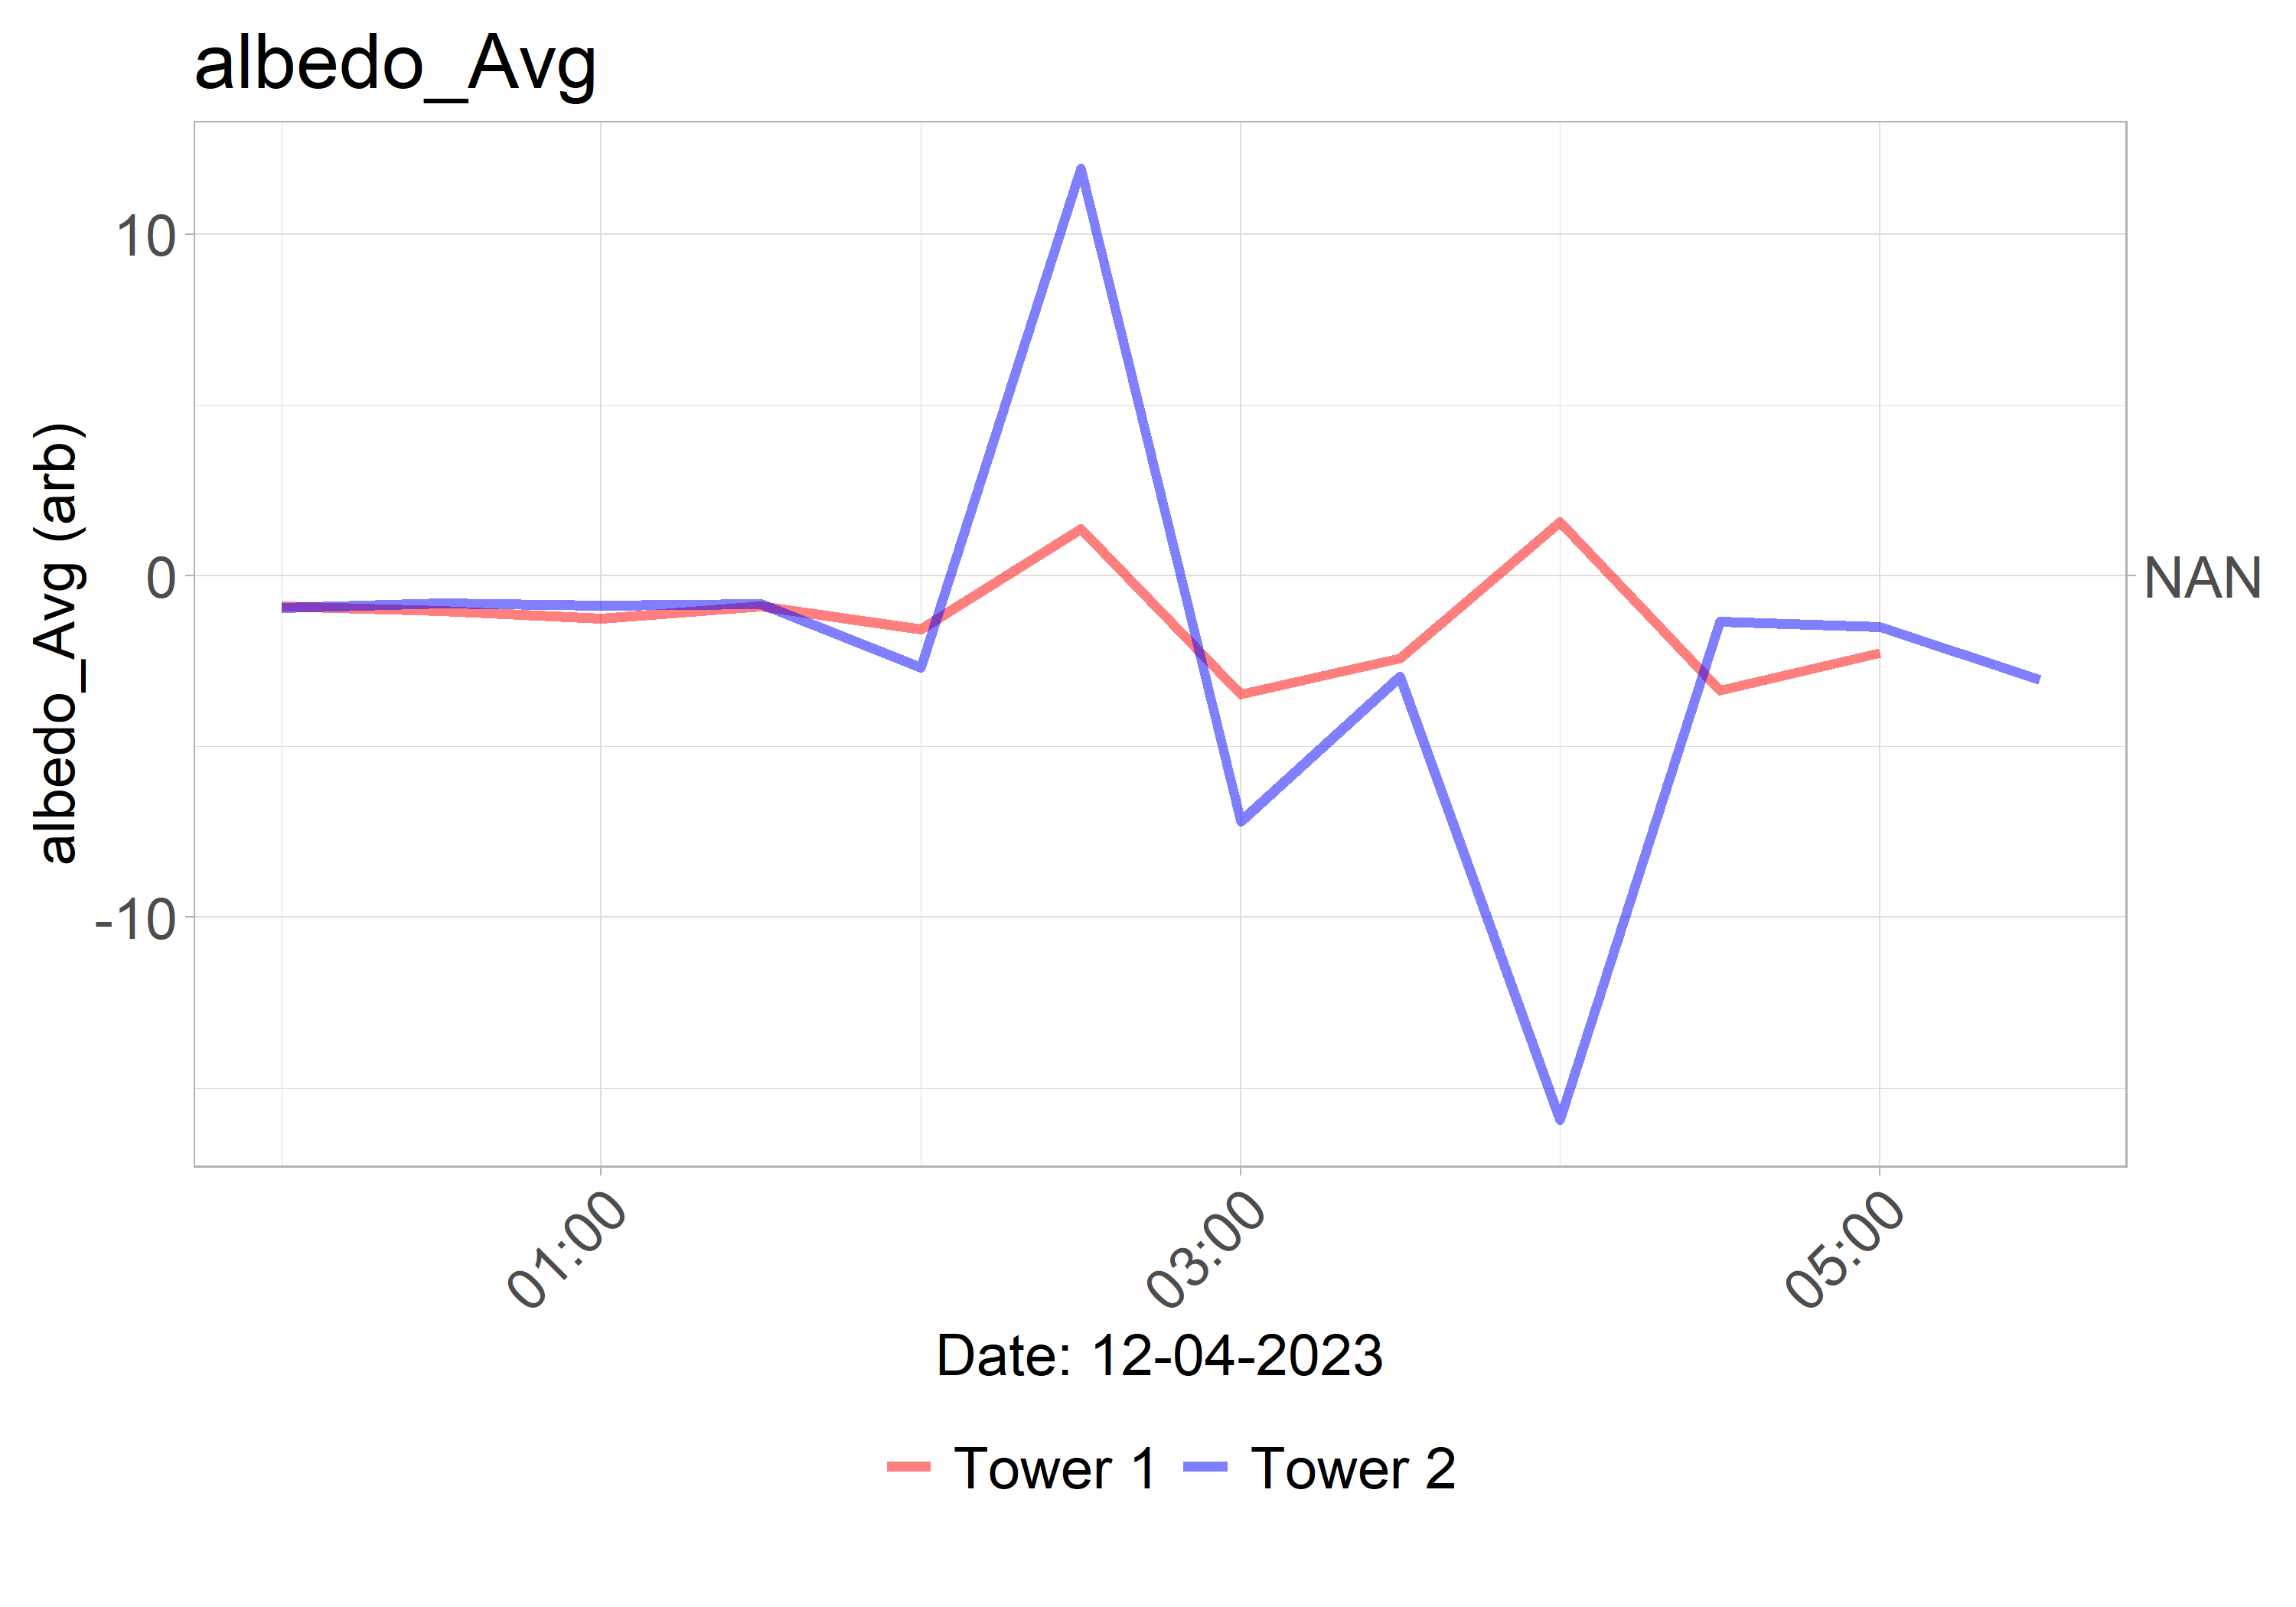 albedo_Avg
albedo_Avg (arb)
10
0
-10
NAN
01:00
03:00
05:00
Date: 12-04-2023
Tower 1
Tower 2